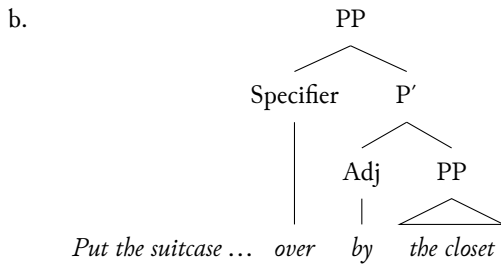 b. PP
Specifier P′
Adj PP
Put the suitcase … over by the closet